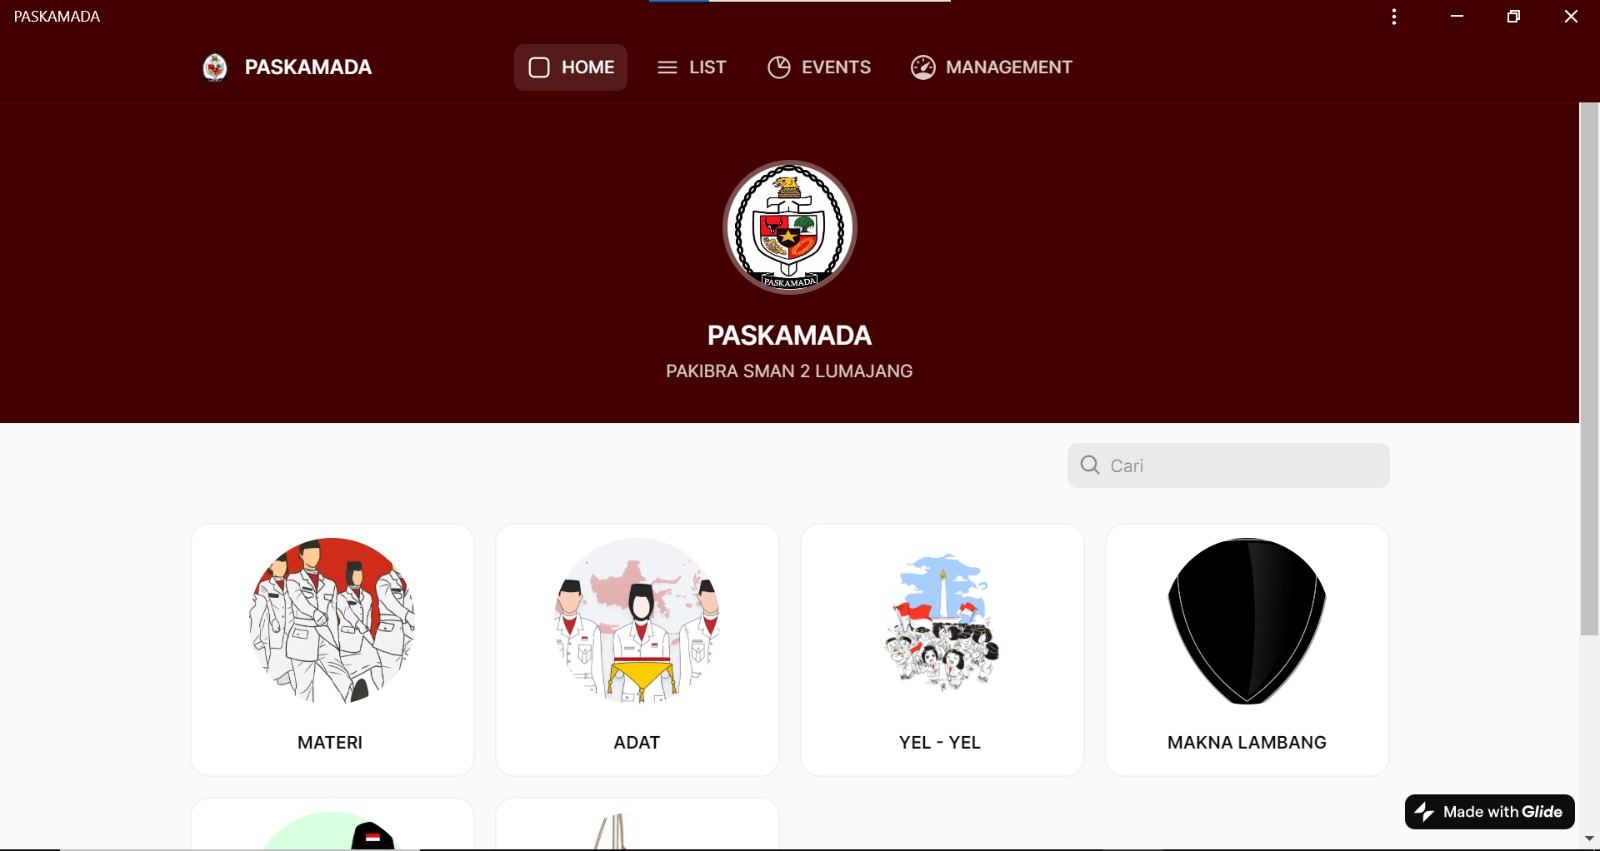 PASKAMADA
PASKAMADA
HOME
LIST
EVENTS
MANAGEMENT
PASKAMADA
PASKAMADA
PAKIBRA SMAN 2 LUMAJANG
Cari
MATERI
ADAT
YEL - YEL
MAKNA LAMBANG
Made with Glide